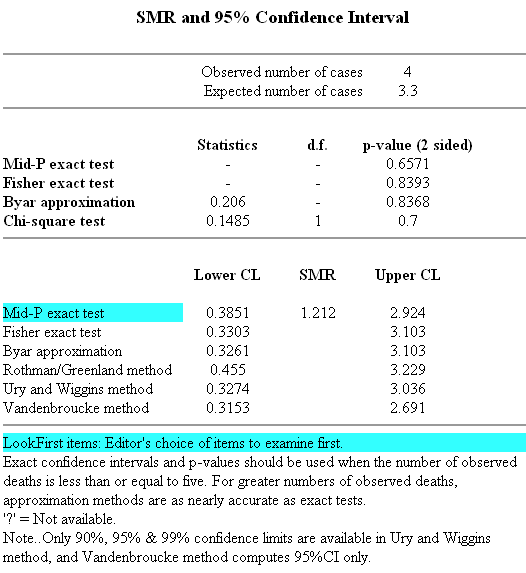 SMR and 95% Confidence Interval
Observed number of cases 4
Expected number of cases 3.3
Statistics d.f. p-value (2 sided)
Mid-P exact test - - 0.6571
Fisher exact test - - 0.8393
Byar approximation 0.206 - 0.8368
Chi-square test 0.1485 1 0.7
Lower CL SMR Upper CL
Mid-P exact test 0.3851 1.212 2.924
Fisher exact test 0.3303 3.103
Byar approximation 0.3261 3.103
Rothman/Greenland method 0.455 3.229
Ury and Wiggins method 0.3274 3.036
Vandenbroucke method 0.3153 2.691
LookFirst items: Editor's choice of items to examine first.
Exact confidence intervals and p-values should be used when the number of observed
deaths is less than or equal to five. For greater numbers of observed deaths,
approximation methods are as nearly accurate as exact tests.
'?' = Not available.
Note..Only 90%, 95% & 99% confidence limits are available in Ury and Wiggins
method, and Vandenbroucke method computes 95%CI only.